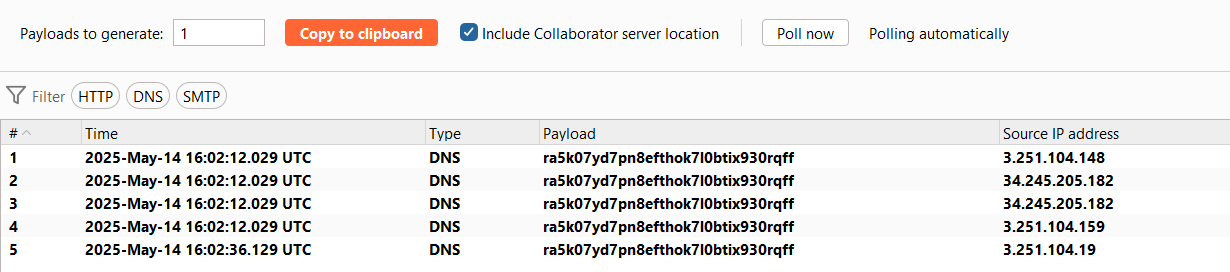 Payloads to generate: 1 Copy to clipboard Include Collaborator server location Poll now Polling automatically
Filter HTTP DNS SMTP
# Time Type Payload Source IP address
1 2025-May-14 16:02:12.029 UTC DNS ra5k07yd7pn8efthok7l0btix930rqff 3.251.104.148
2 2025-May-14 16:02:12.029 UTC DNS ra5k07yd7pn8efthok7l0btix930rqff 34.245.205.182
3 2025-May-14 16:02:12.029 UTC DNS ra5k07yd7pn8efthok7l0btix930rqff 34.245.205.182
4 2025-May-14 16:02:12.029 UTC DNS ra5k07yd7pn8efthok7l0btix930rqff 3.251.104.159
5 2025-May-14 16:02:36.129 UTC DNS ra5k07yd7pn8efthok7l0btix930rqff 3.251.104.19